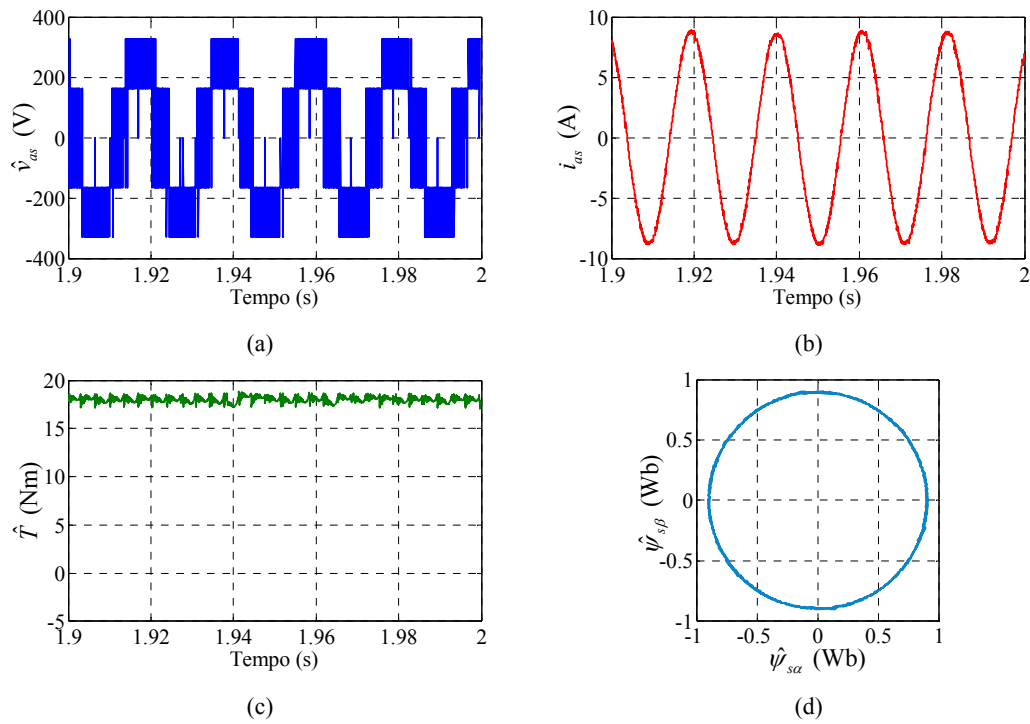 400
200
0
-200
-400
v̂as (V)
1.9 1.92 1.94 1.96 1.98 2
Tempo (s)
(a)
10
5
0
-5
-10
ias (A)
1.9 1.92 1.94 1.96 1.98 2
Tempo (s)
(b)
20
15
10
5
0
-5
T̂ (Nm)
1.9 1.92 1.94 1.96 1.98 2
Tempo (s)
(c)
1
0.5
0
-0.5
-1
ψ̂sβ (Wb)
-1 -0.5 0 0.5 1
ψ̂sα (Wb)
(d)